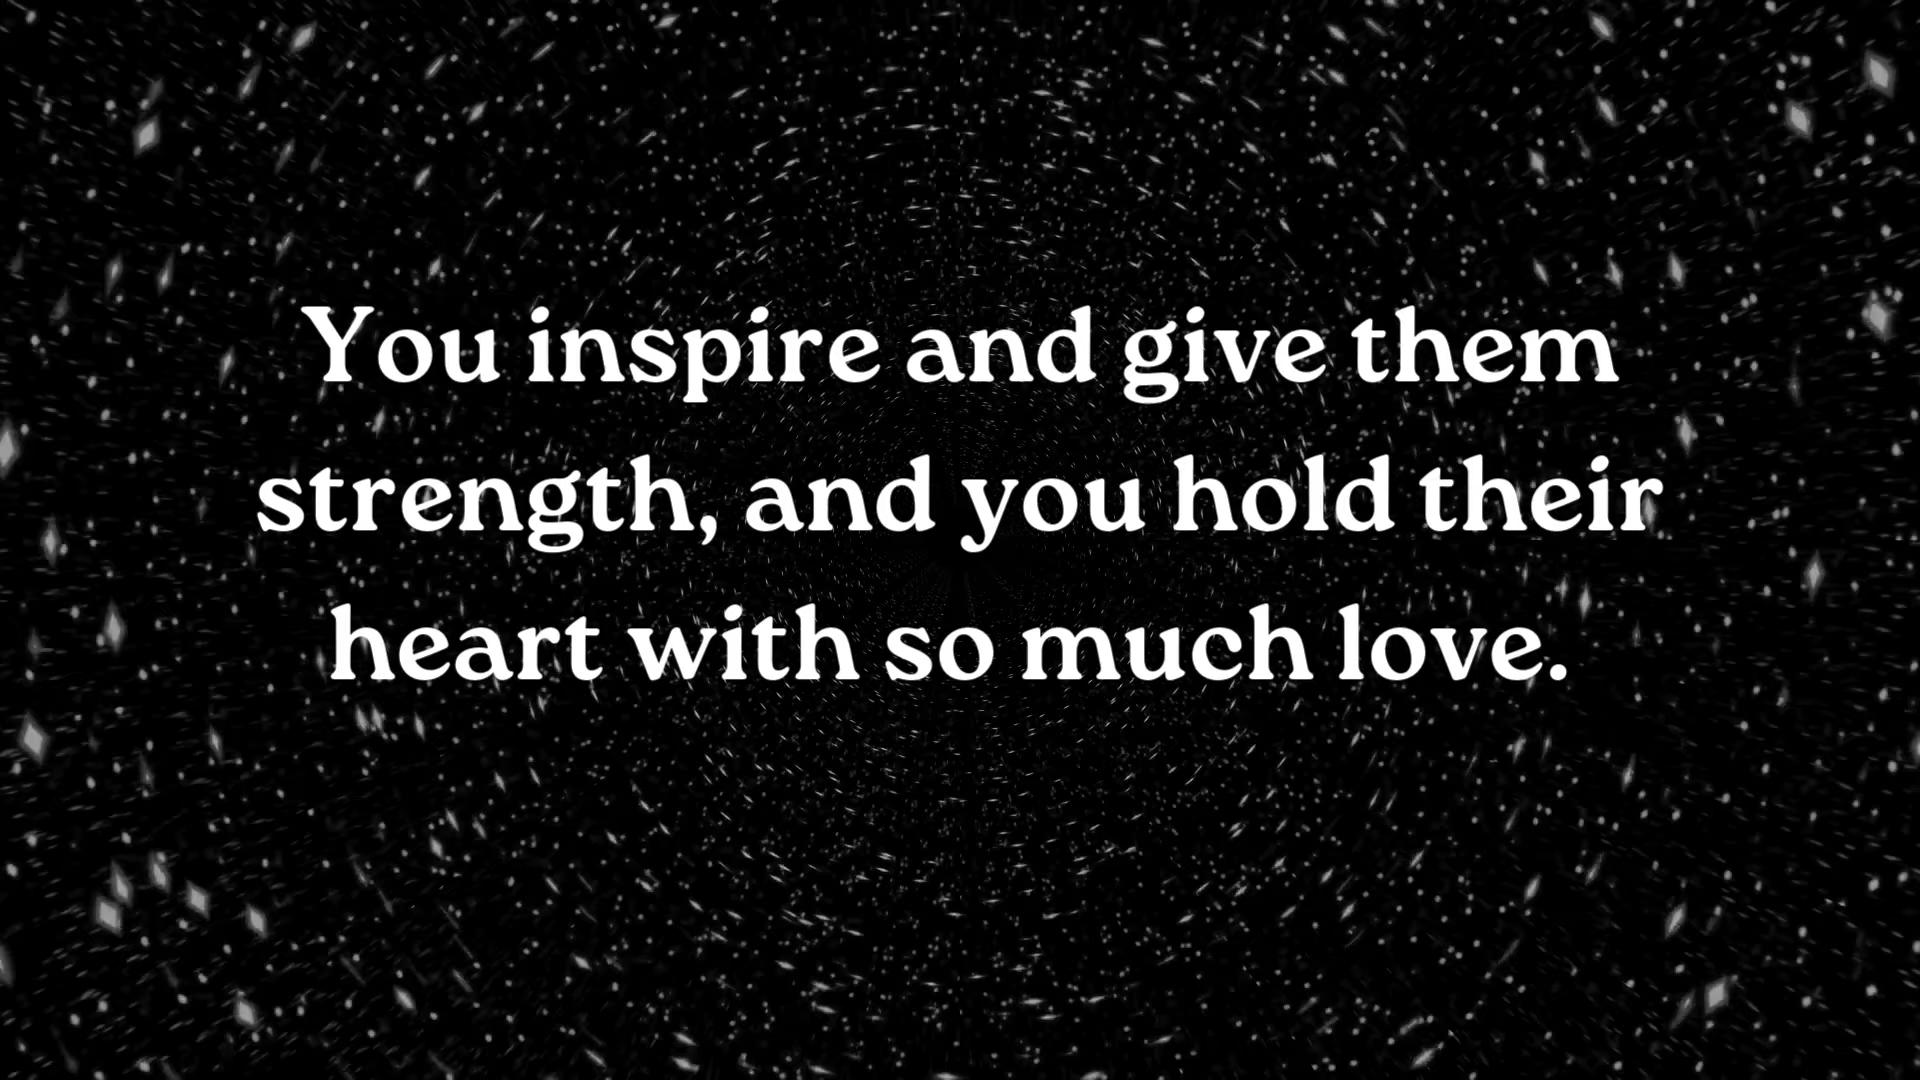 You inspire and give them
strength, and you hold their
heart with so much love.